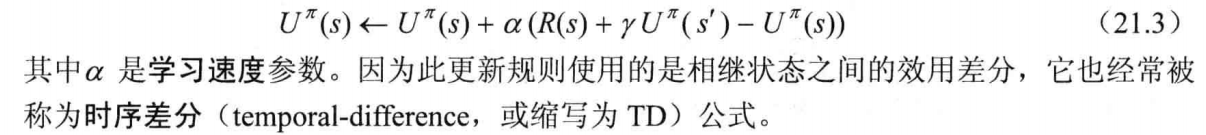 U^π(s) ← U^π(s) + α(R(s) + γU^π(s′) − U^π(s)) （21.3）
其中α 是学习速度参数。因为此更新规则使用的是相继状态之间的效用差分，它也经常被
称为时序差分（temporal-difference，或缩写为 TD）公式。